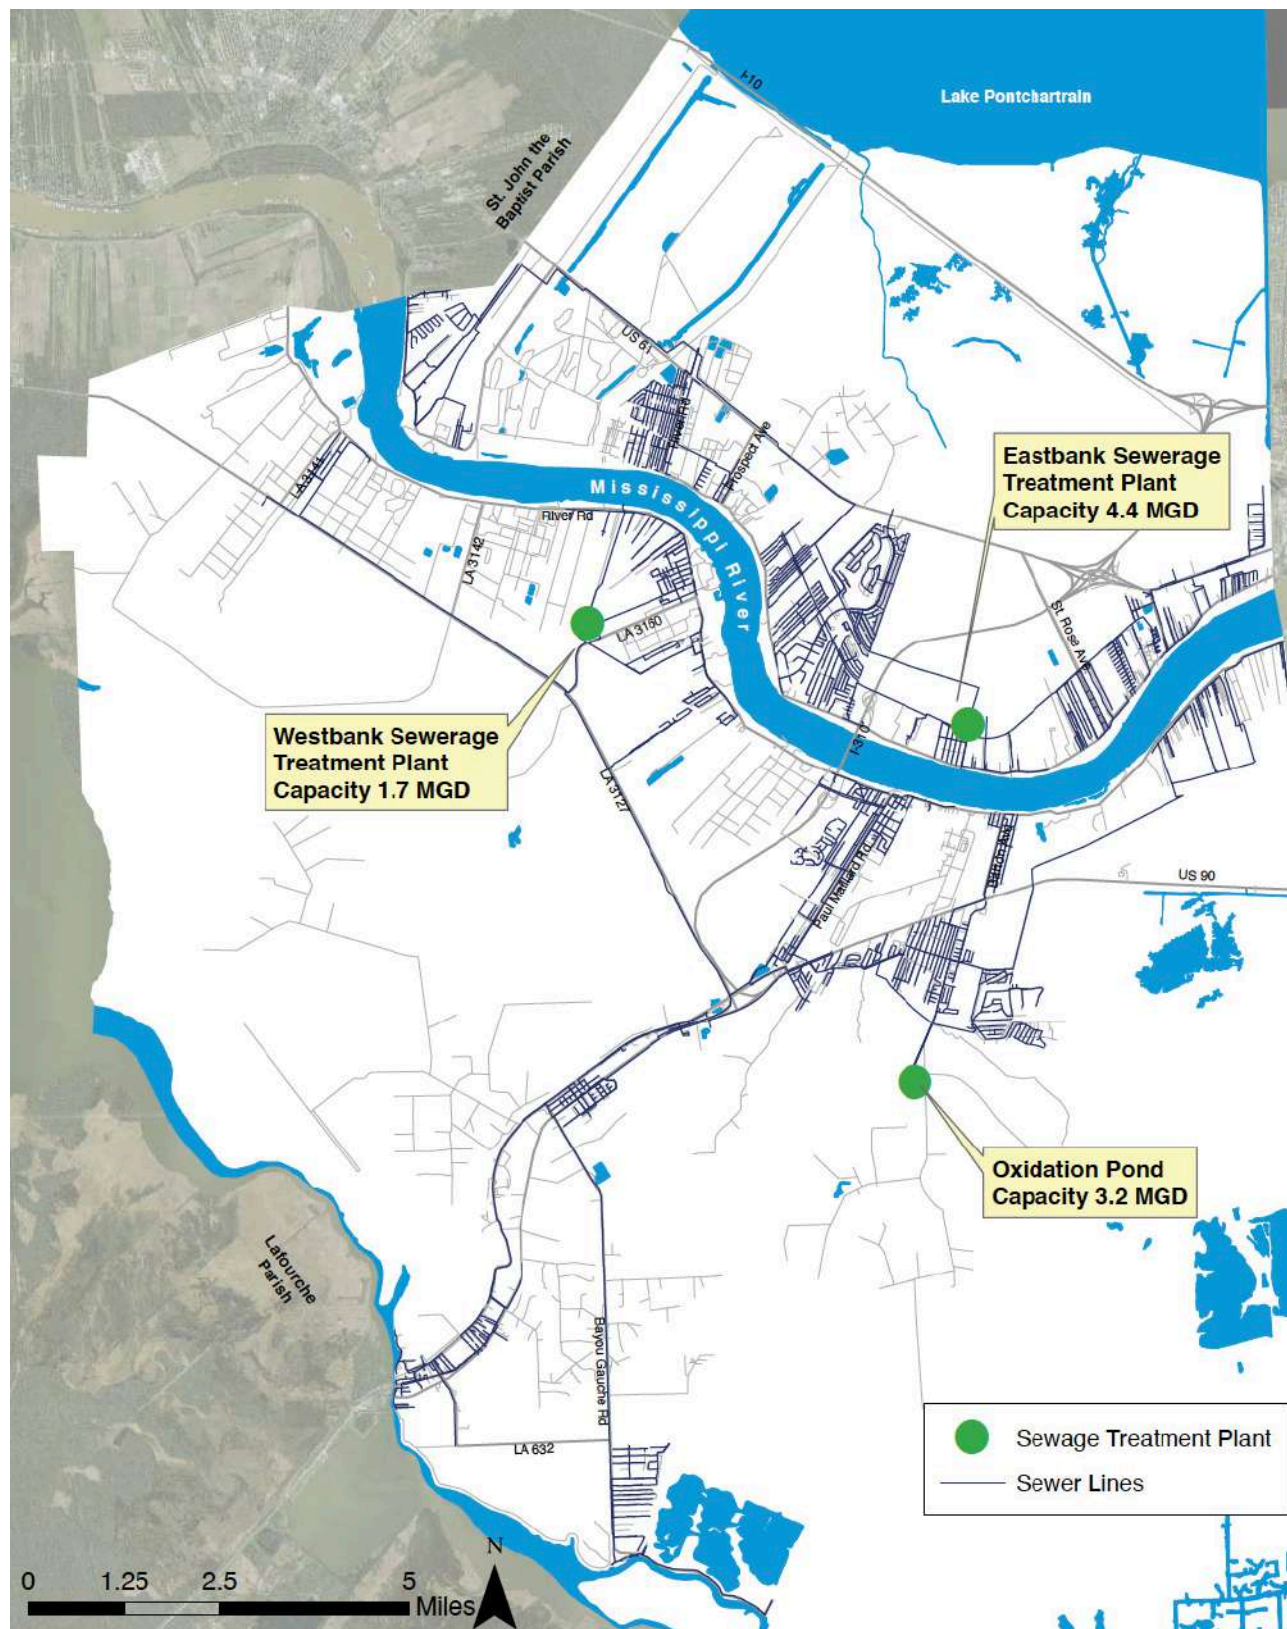 I-10
Lake Pontchartrain
St. John the
Baptist Parish
US 61
River Rd
Prospect Ave
LA 3141
Mississippi River
River Rd
LA 3142
Eastbank Sewerage
Treatment Plant
Capacity 4.4 MGD
St. Rose Ave
LA 3160
Westbank Sewerage
Treatment Plant
Capacity 1.7 MGD
I-310
LA 3127
Paul Maillard Rd
Barton Ave
US 90
Oxidation Pond
Capacity 3.2 MGD
Lafourche
Parish
Bayou Gauche Rd
LA 632
Sewage Treatment Plant
Sewer Lines
N
0 1.25 2.5 5
Miles